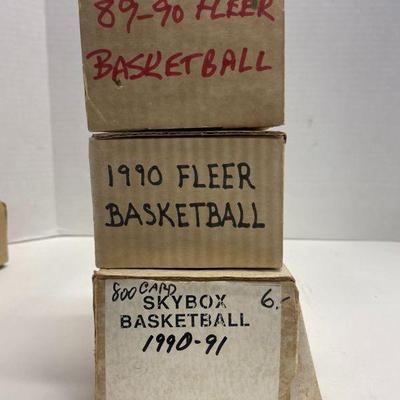 89-90 FLEER
BASKETBALL
1990 FLEER
BASKETBALL
800 CARD
SKYBOX 6.-
BASKETBALL
1990-91